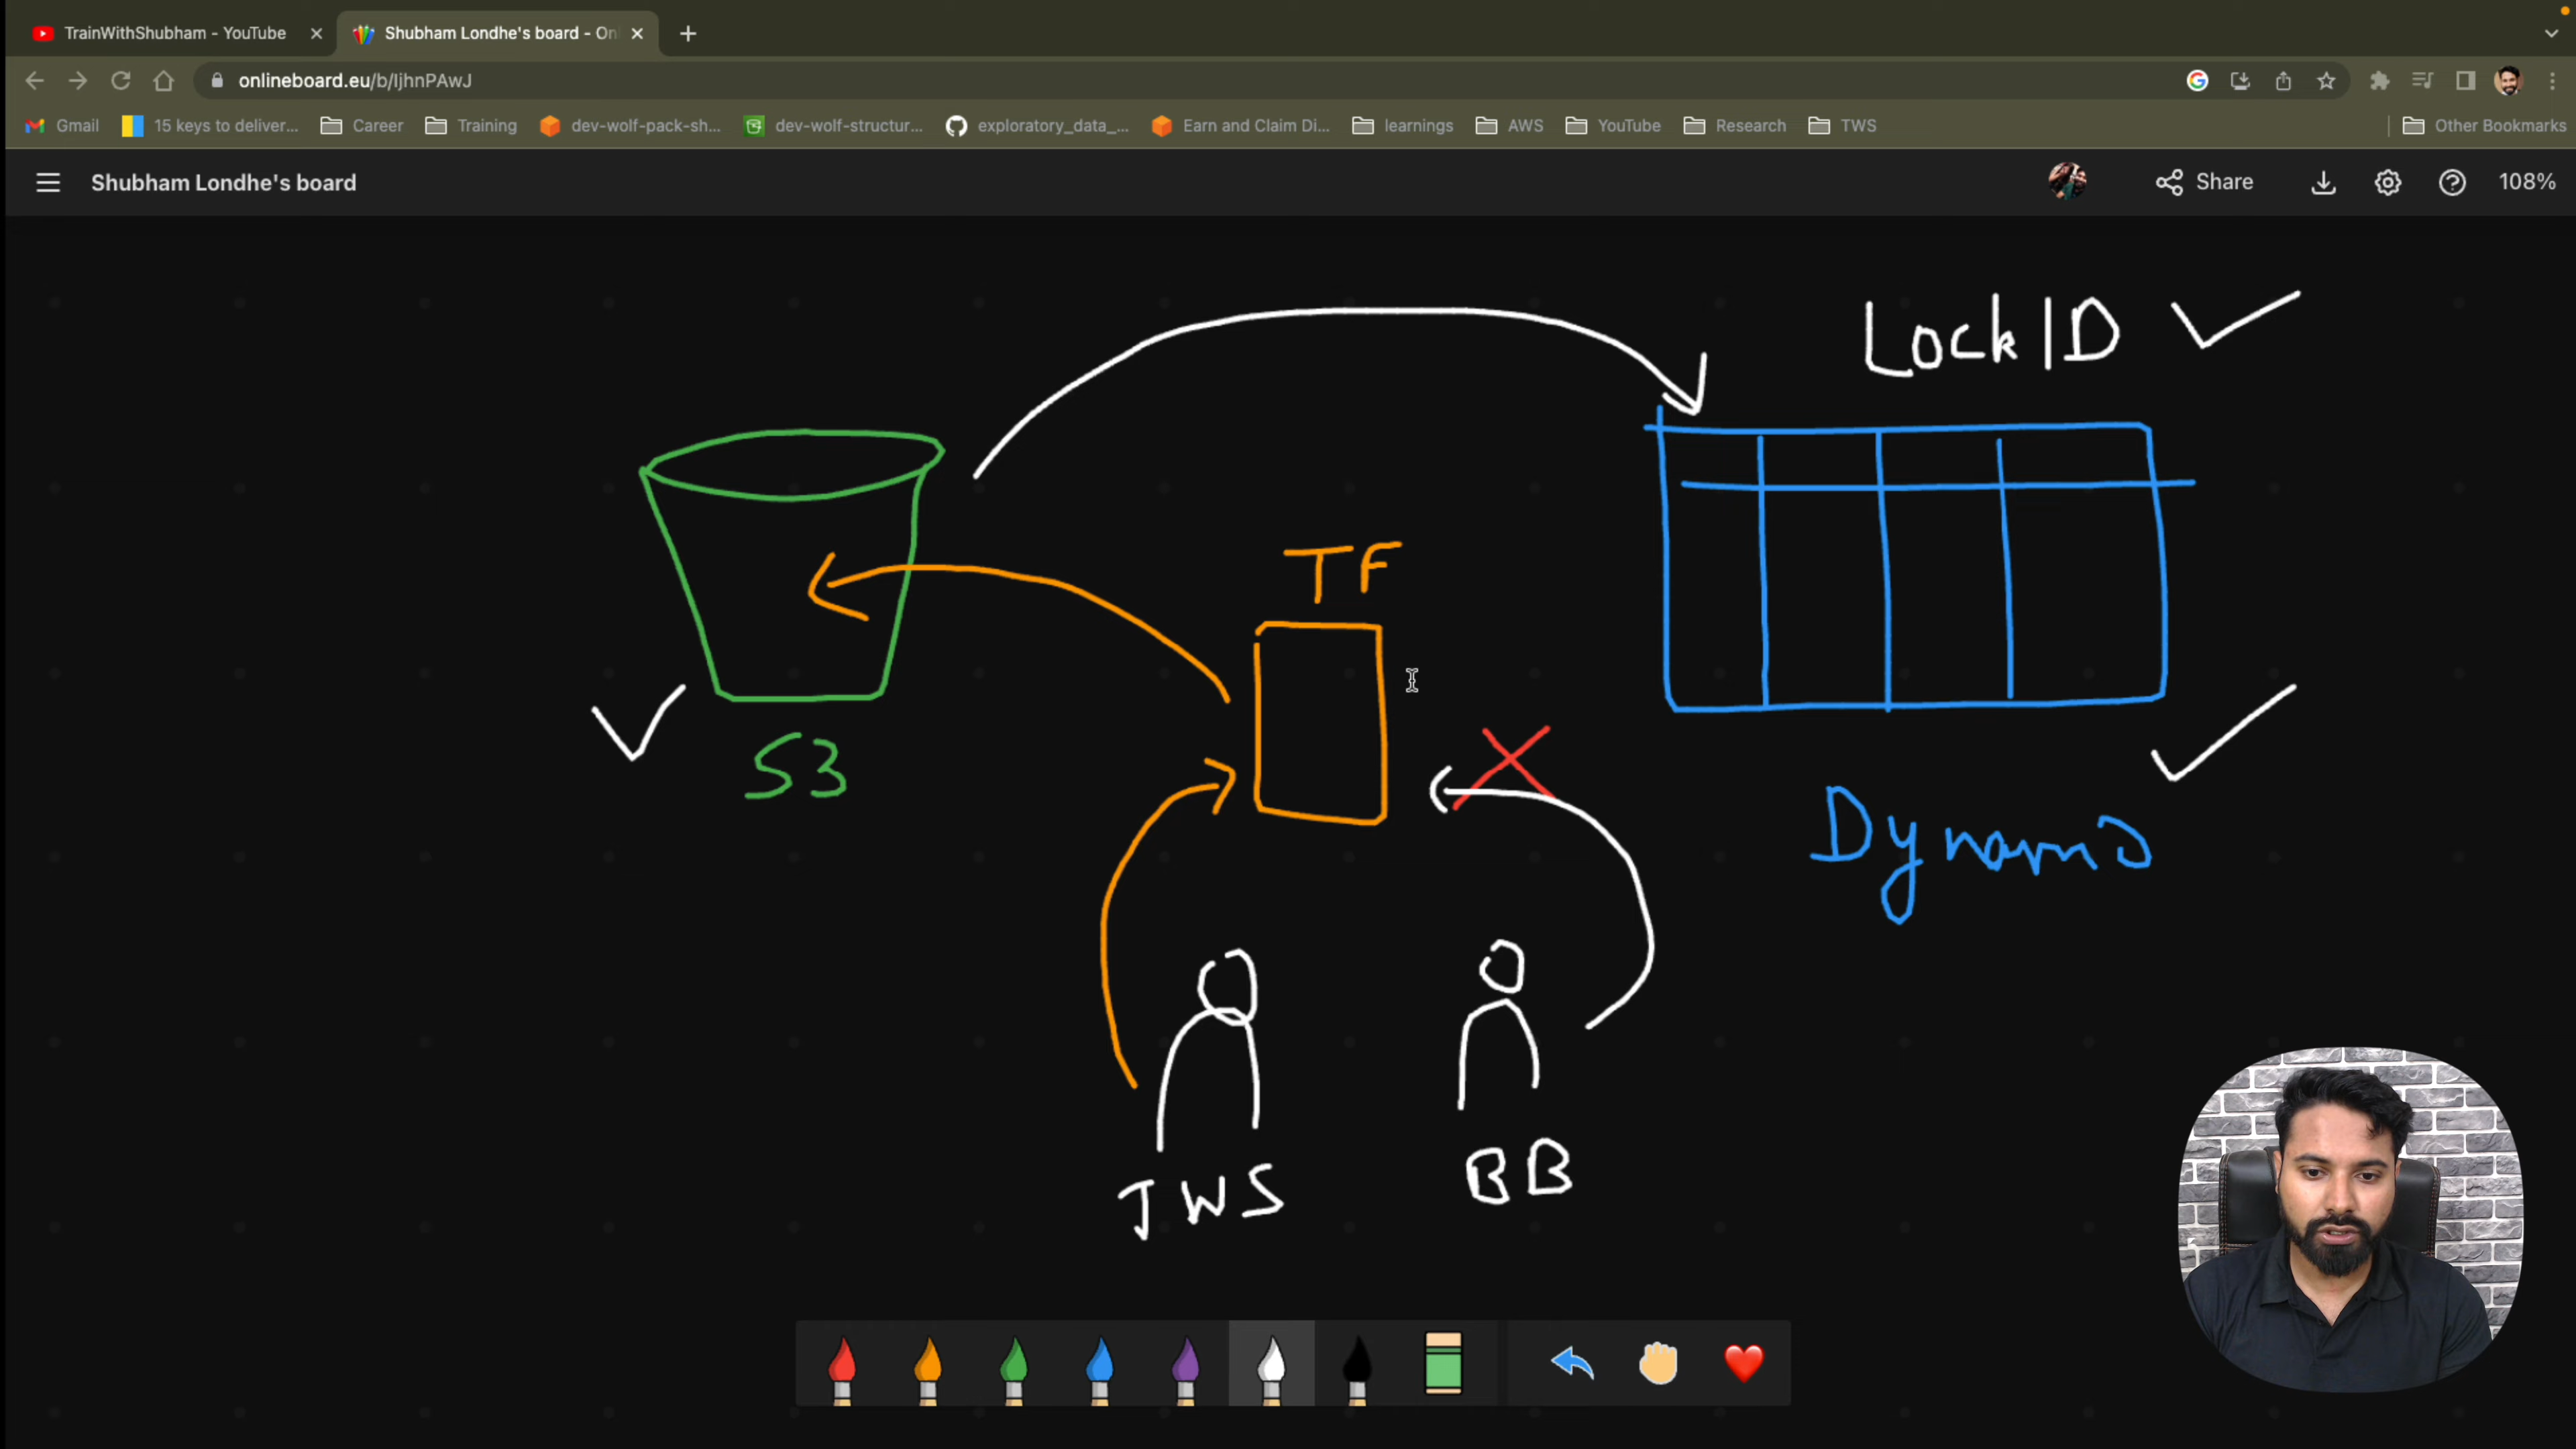 TrainWithShubham - YouTube
Shubham Londhe's board - Onl
onlineboard.eu/b/IjhnPAwJ
Gmail
15 keys to deliver...
Career
Training
dev-wolf-pack-sh...
dev-wolf-structur...
exploratory_data_...
Earn and Claim Di...
learnings
AWS
YouTube
Research
TWS
Other Bookmarks
Shubham Londhe's board
Share
108%
LockID
TF
S3
Dynamo
JWS
BB